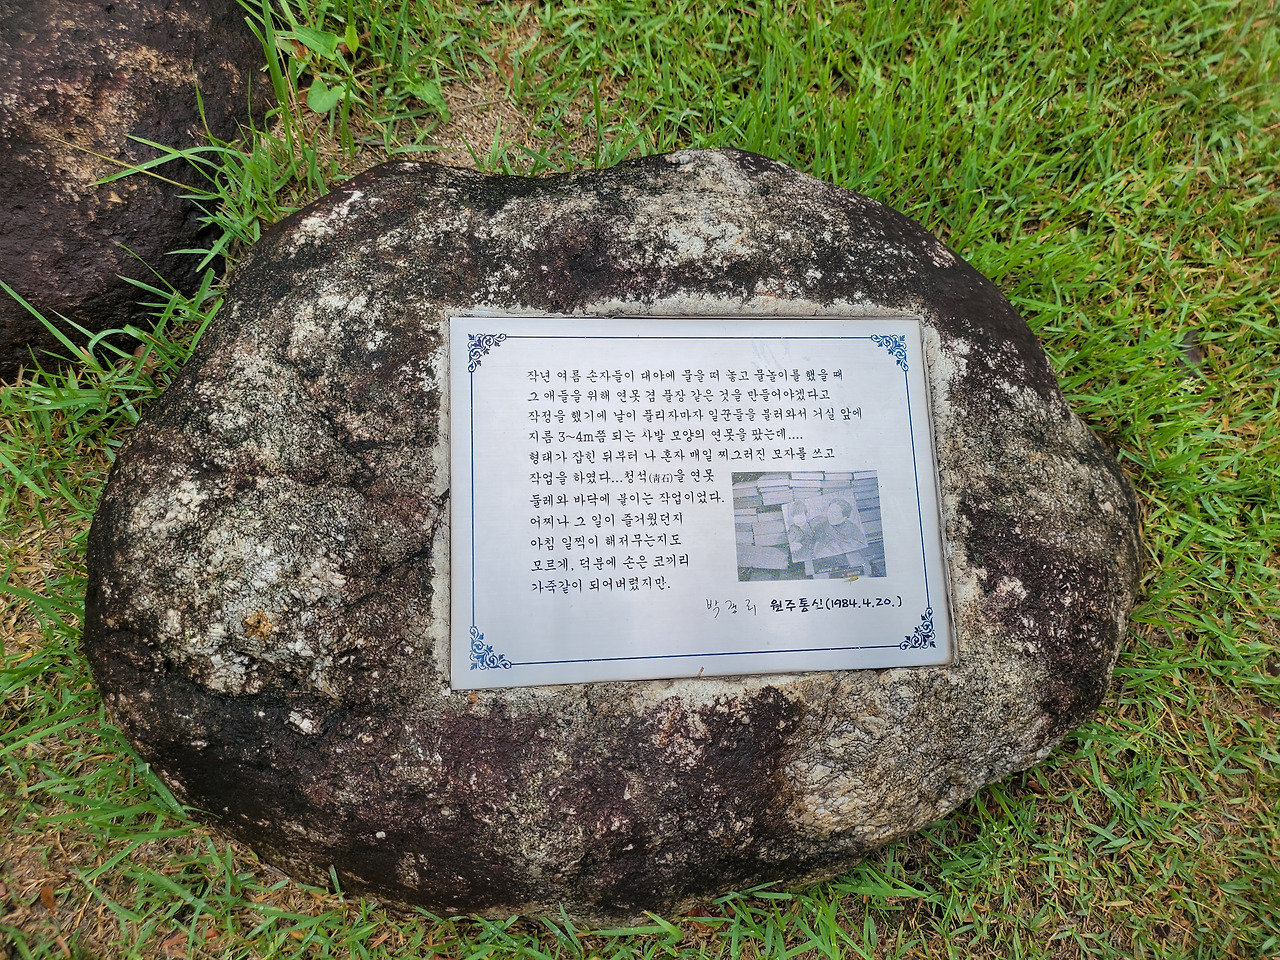 작년 여름 손자들이 대야에 물을 떠 놓고 물놀이를 했을 때
그 애들을 위해 연못 겸 풀장 같은 것을 만들어야겠다고
작정을 했기에 날이 풀리자마자 일꾼들을 불러와서 거실 앞에
지름 3~4m쯤 되는 사발 모양의 연못을 팠는데....
형태가 잡힌 뒤부터 나 혼자 매일 찌그러진 모자를 쓰고
작업을 하였다...청석(靑石)을 연못
둘레와 바닥에 붙이는 작업이었다.
어찌나 그 일이 즐거웠던지
아침 일찍이 해저무는지도
모르게, 덕분에 손은 코끼리
가죽같이 되어버렸지만.
박경리 원주통신(1984.4.20.)